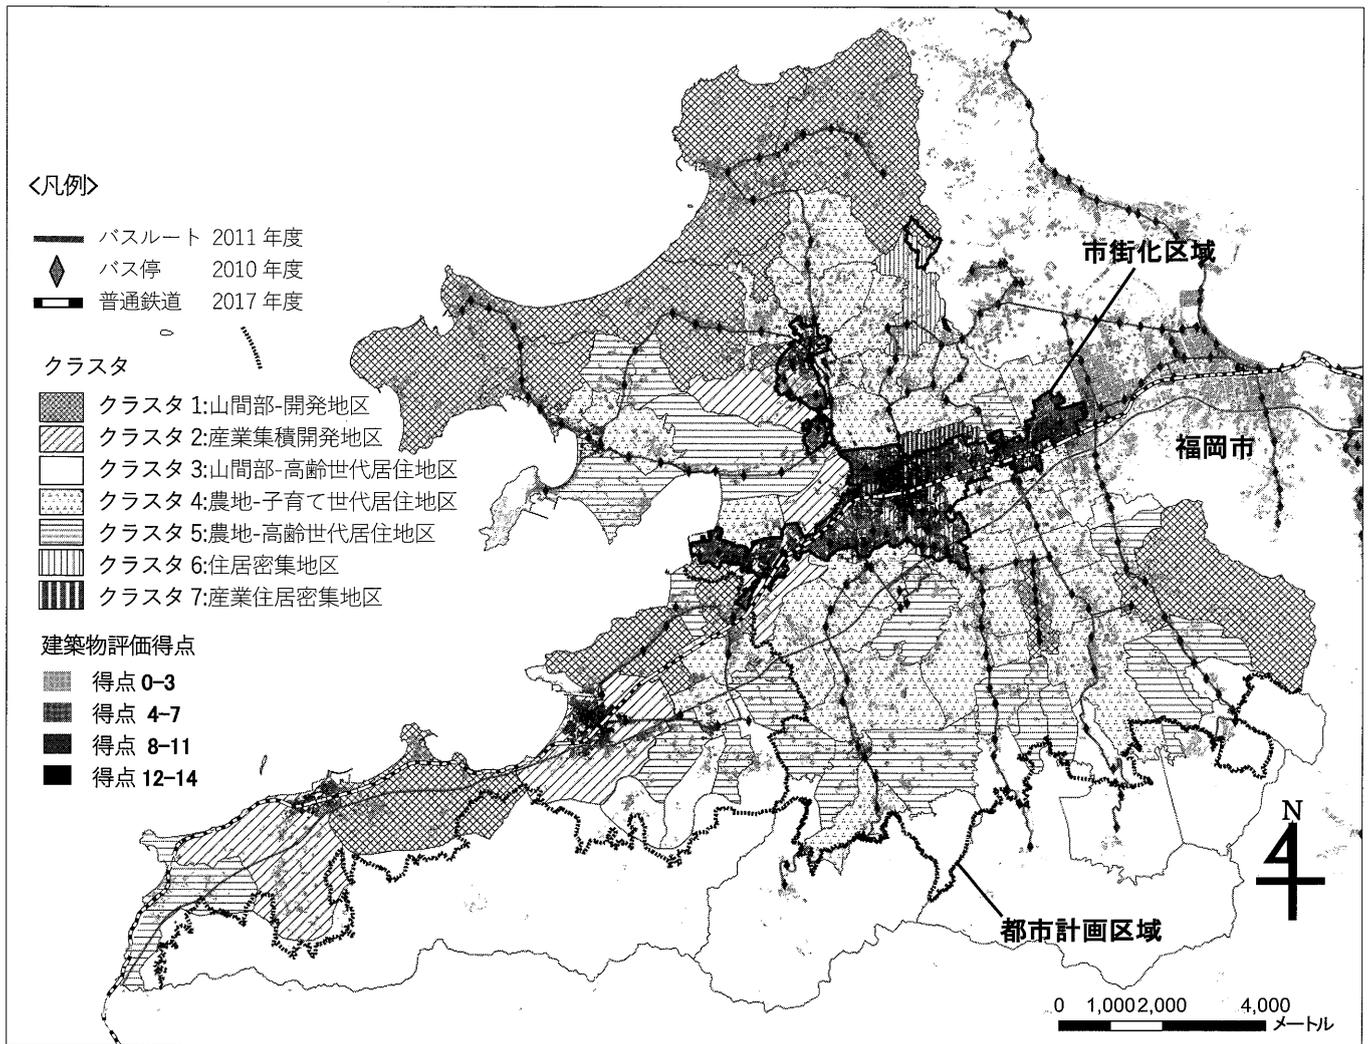 <凡例>
バスルート 2011 年度
バス停 2010 年度
普通鉄道 2017 年度
クラスタ
クラスタ 1:山間部-開発地区
クラスタ 2:産業集積開発地区
クラスタ 3:山間部-高齢世代居住地区
クラスタ 4:農地-子育て世代居住地区
クラスタ 5:農地-高齢世代居住地区
クラスタ 6:住居密集地区
クラスタ 7:産業住居密集地区
建築物評価得点
得点 0-3
得点 4-7
得点 8-11
得点 12-14
市街化区域
福岡市
都市計画区域
N
0 1,000 2,000 4,000
メートル